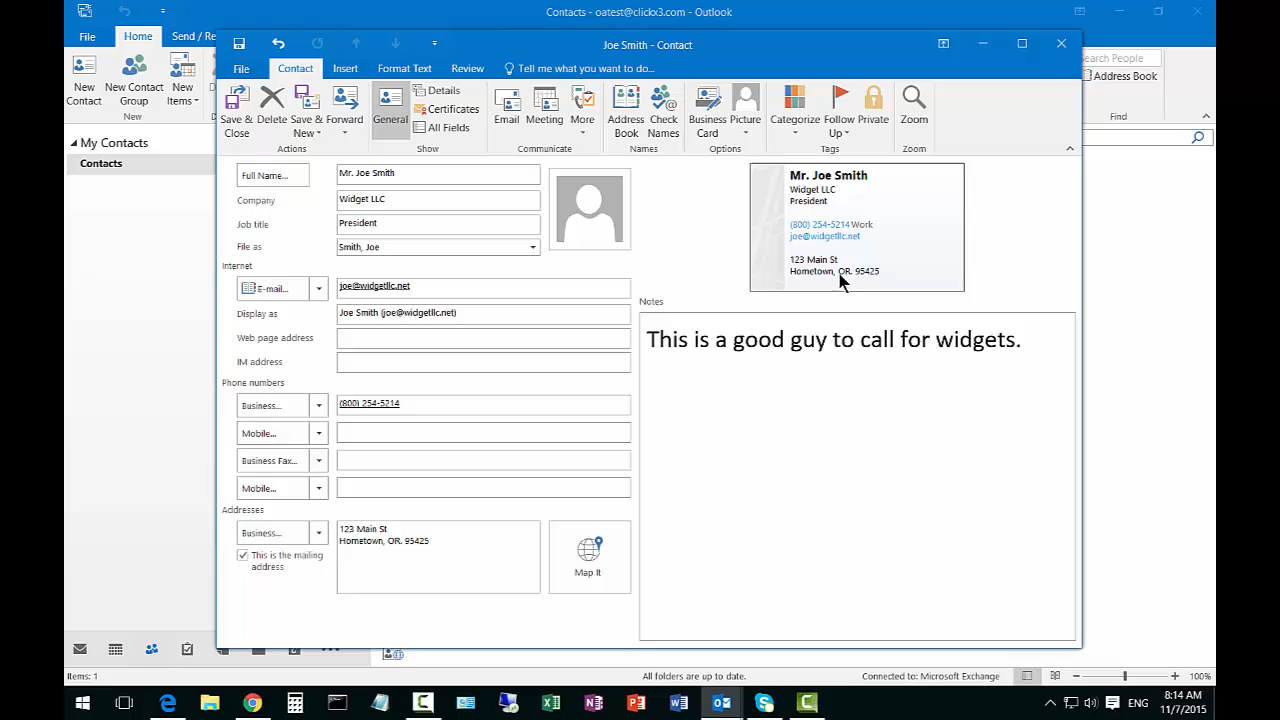 Contacts - oatest@clickx3.com - Outlook
File
Home
Send / Re
New Contact
New Contact Group
New Items
New
My Contacts
Contacts
Joe Smith - Contact
File
Contact
Insert
Format Text
Review
Tell me what you want to do...
Save & Close
Delete
Save & New
Forward
Actions
General
Details
Certificates
All Fields
Show
Email
Meeting
More
Communicate
Address Book
Check Names
Names
Business Card
Picture
Options
Categorize
Follow Up
Private
Tags
Zoom
Zoom
Search People
Address Book
Find
Full Name...
Mr. Joe Smith
Company
Widget LLC
Job title
President
File as
Smith, Joe
Internet
E-mail...
joe@widgetllc.net
Display as
Joe Smith (joe@widgetllc.net)
Web page address
IM address
Phone numbers
Business...
(800) 254-5214
Mobile...
Business Fax...
Mobile...
Addresses
Business...
123 Main St
Hometown, OR. 95425
This is the mailing
address
Map It
Mr. Joe Smith
Widget LLC
President
(800) 254-5214 Work
joe@widgetllc.net
123 Main St
Hometown, OR. 95425
Notes
This is a good guy to call for widgets.
Items: 1
All folders are up to date.
Connected to: Microsoft Exchange
100%
ENG
8:14 AM
11/7/2015